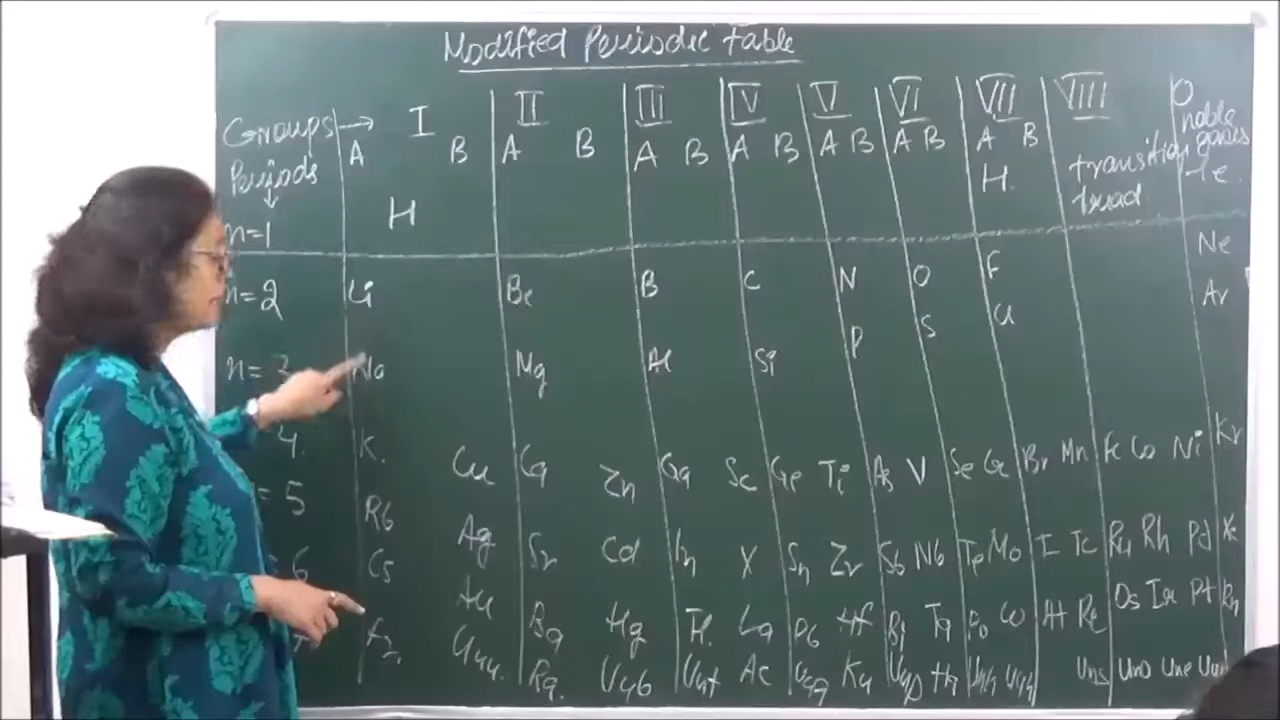 Modified Periodic table
Groups → I II III IV V VI VII VIII O
A B A B A B A B A B A B A B noble gases
Periods ↓ H. transition triad
n=1 H
Ne
n=2 Li Be B C N O F Ar
S Cl
n= 3 Na Mg Al Si P
4. K. Cu Ca Zn Ga Sc Ge Ti As V Se Cr Br Mn Fe Co Ni Kr
= 5 Rb Ag Sr Cd In Y Sn Zr Sb Nb Te Mo I Tc Ru Rh Pd Xe
= 6 Cs Au Ba Hg Tl La Pb Hf Bi Ta Po W At Re Os Ir Pt Rn
Fr. Uuu. Ra. Uub Uut Ac Uuq Ku Uup Ha Uuh Uns Uno Une